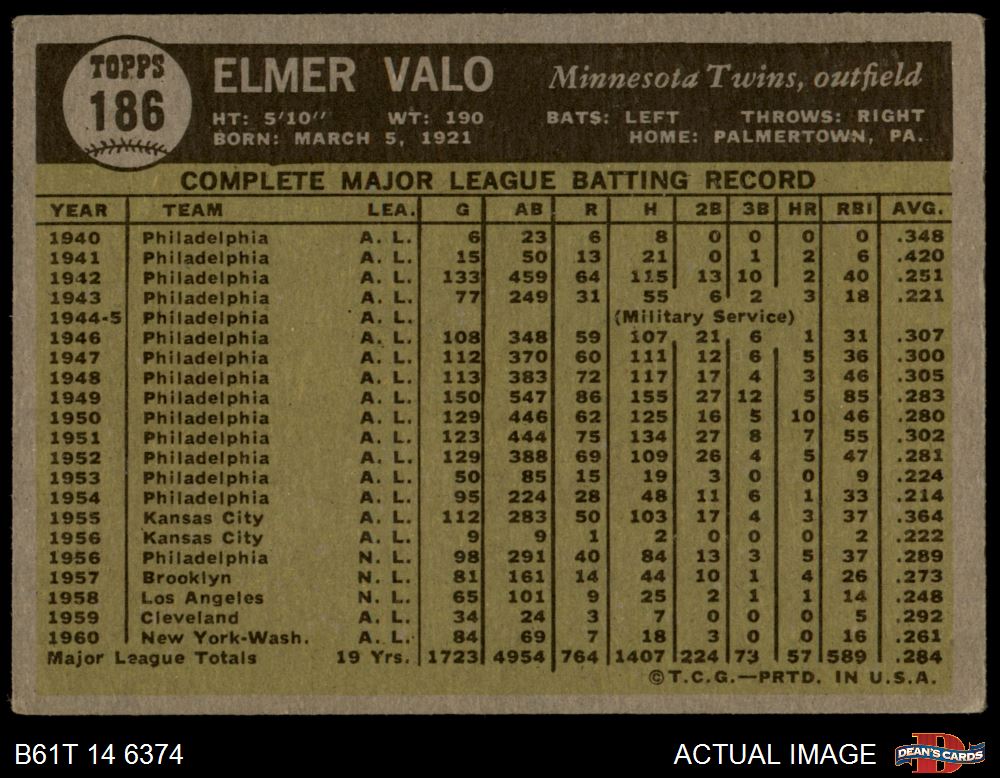 TOPPS
186
ELMER VALO
Minnesota Twins, outfield
HT: 5'10" WT: 190 BATS: LEFT THROWS: RIGHT
BORN: MARCH 5, 1921 HOME: PALMERTOWN, PA.
COMPLETE MAJOR LEAGUE BATTING RECORD
YEAR TEAM LEA. G AB R H 2B 3B HR RBI AVG.
1940 Philadelphia A. L. 6 23 6 8 0 0 0 0 .348
1941 Philadelphia A. L. 15 50 13 21 0 1 2 6 .420
1942 Philadelphia A. L. 133 459 64 115 13 10 2 40 .251
1943 Philadelphia A. L. 77 249 31 55 6 2 3 18 .221
1944-5 Philadelphia A. L. (Military Service)
1946 Philadelphia A. L. 108 348 59 107 21 6 1 31 .307
1947 Philadelphia A. L. 112 370 60 111 12 6 5 36 .300
1948 Philadelphia A. L. 113 383 72 117 17 4 3 46 .305
1949 Philadelphia A. L. 150 547 86 155 27 12 5 85 .283
1950 Philadelphia A. L. 129 446 62 125 16 5 10 46 .280
1951 Philadelphia A. L. 123 444 75 134 27 8 7 55 .302
1952 Philadelphia A. L. 129 388 69 109 26 4 5 47 .281
1953 Philadelphia A. L. 50 85 15 19 3 0 0 9 .224
1954 Philadelphia A. L. 95 224 28 48 11 6 1 33 .214
1955 Kansas City A. L. 112 283 50 103 17 4 3 37 .364
1956 Kansas City A. L. 9 9 1 2 0 0 0 2 .222
1956 Philadelphia N. L. 98 291 40 84 13 3 5 37 .289
1957 Brooklyn N. L. 81 161 14 44 10 1 4 26 .273
1958 Los Angeles N. L. 65 101 9 25 2 1 1 14 .248
1959 Cleveland A. L. 34 24 3 7 0 0 0 5 .292
1960 New York-Wash. A. L. 84 69 7 18 3 0 0 16 .261
Major League Totals 19 Yrs. 1723 4954 764 1407 224 73 57 589 .284
©T.C.G.—PRTD. IN U.S.A.
B61T 14 6374 ACTUAL IMAGE
D
DEAN'S CARDS